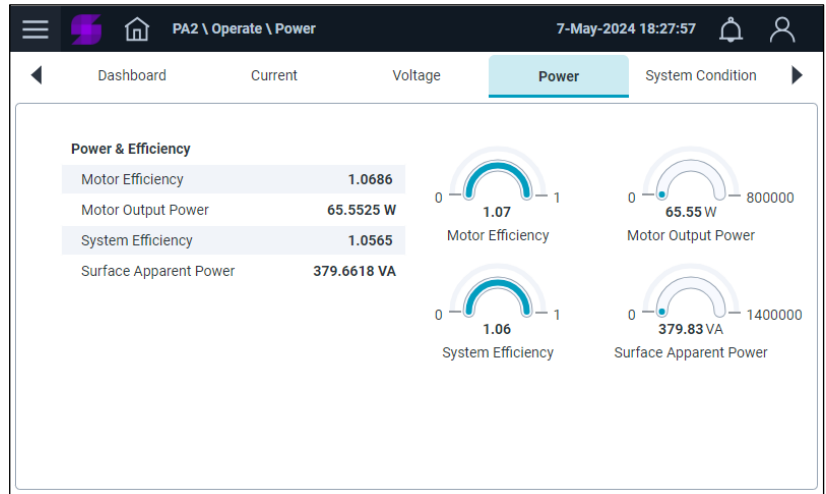 PA2 \ Operate \ Power 7-May-2024 18:27:57
Dashboard Current Voltage Power System Condition
Power & Efficiency
Motor Efficiency 1.0686
Motor Output Power 65.5525 W
System Efficiency 1.0565
Surface Apparent Power 379.6618 VA
0 1
1.07
Motor Efficiency
0 800000
65.55 W
Motor Output Power
0 1
1.06
System Efficiency
0 1400000
379.83 VA
Surface Apparent Power